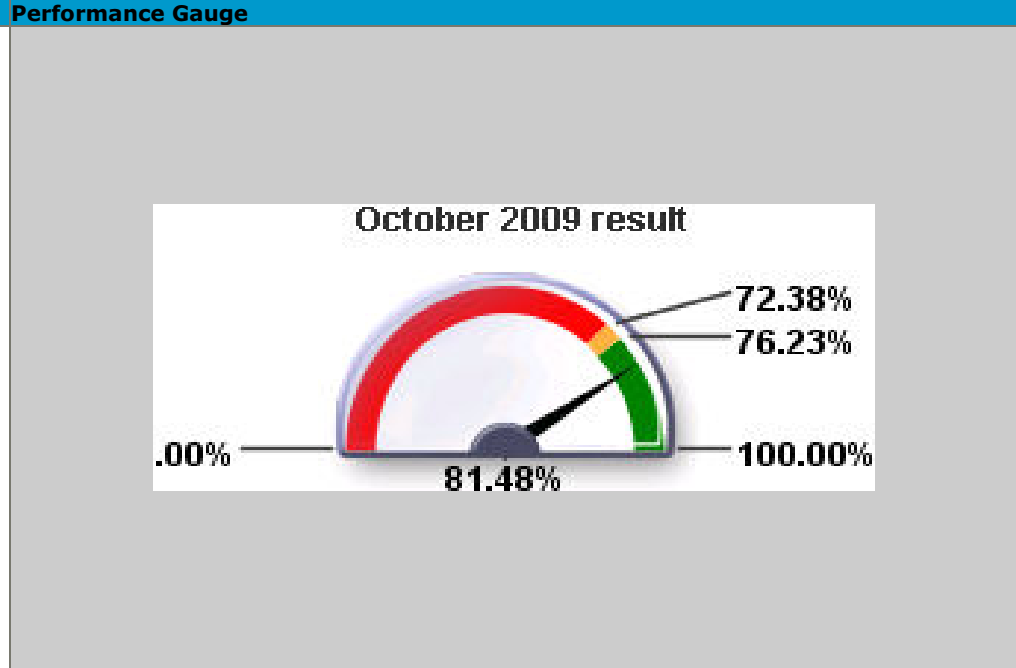 Performance Gauge
October 2009 result
72.38%
76.23%
.00%
100.00%
81.48%